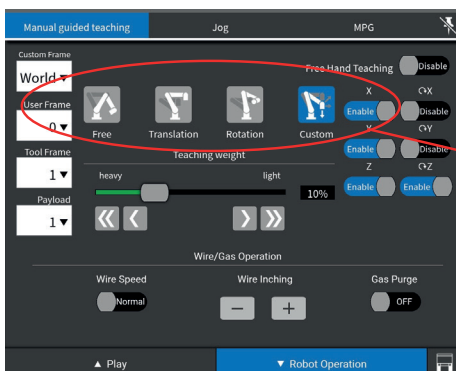 Manual guided teaching Jog MPG
Custom Frame
World ▼
Free Hand Teaching Disable
X ↷X
User Frame
0 ▼
Enable Disable
Free Translation Rotation Custom
Y ↷Y
Tool Frame
1 ▼
Teaching weight
Enable Disable
heavy light
Z ↷Z
10%
Enable Enable
Payload
1 ▼
Wire/Gas Operation
Wire Speed Wire Inching Gas Purge
Normal − + OFF
▲ Play ▼ Robot Operation